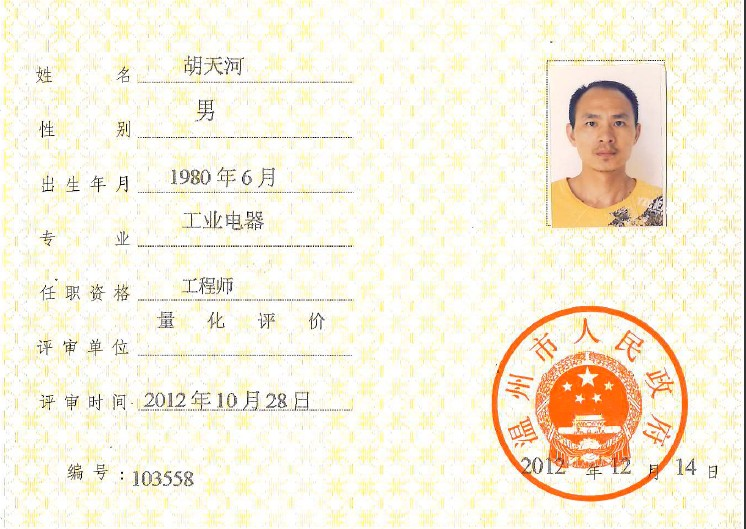 姓名 胡天河
性别 男
出生年月 1980年6月
专业 工业电器
任职资格 工程师
评审单位 量化评价
评审时间 2012年10月28日
编号：103558
温州市人民政府
2012年12月14日